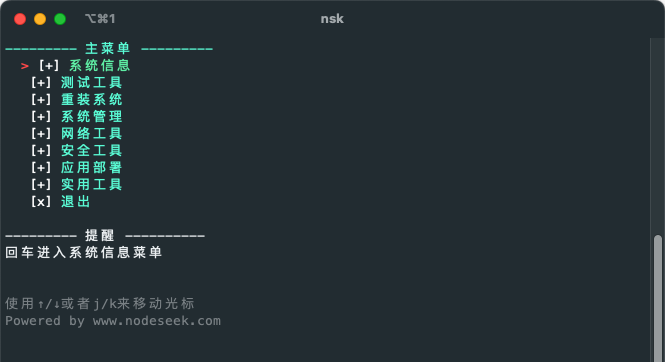 ⌥⌘1 nsk
────────── 主菜单 ──────────
> [+] 系统信息
[+] 测试工具
[+] 重装系统
[+] 系统管理
[+] 网络工具
[+] 安全工具
[+] 应用部署
[+] 实用工具
[x] 退出
────────── 提醒 ───────────
回车进入系统信息菜单
使用↑/↓或者j/k来移动光标
Powered by www.nodeseek.com